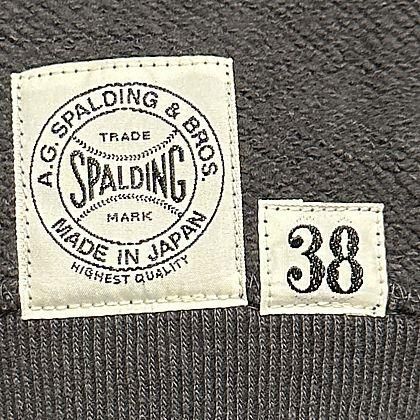 A.G. SPALDING & BROS.
TRADE
SPALDING
MARK
MADE IN JAPAN
HIGHEST QUALITY
38